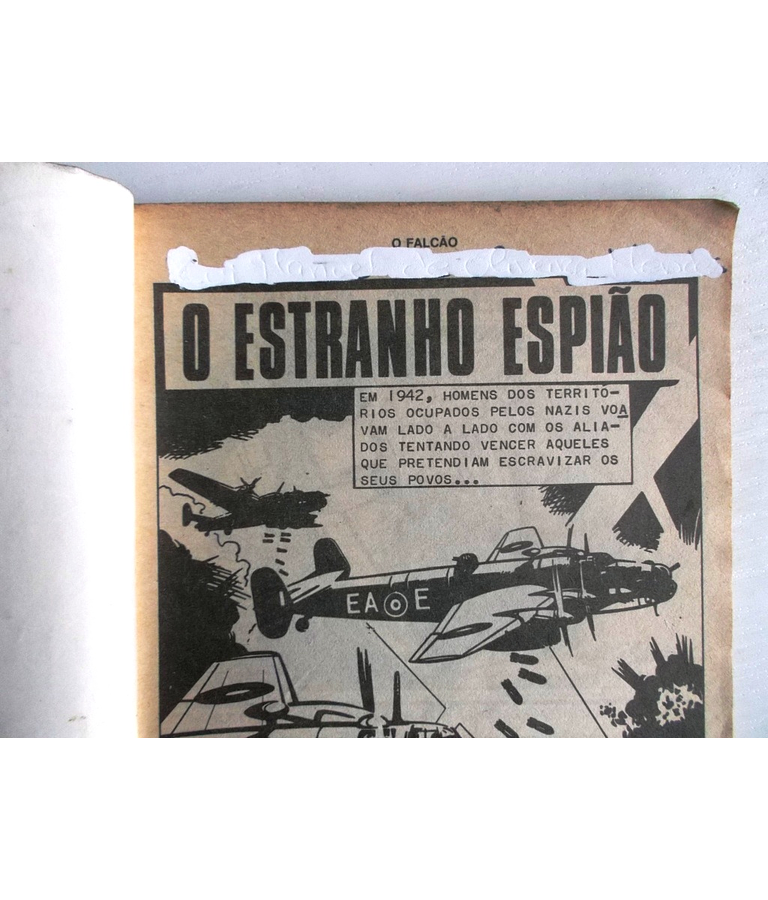 O FALCÃO
O ESTRANHO ESPIÃO
EM 1942, HOMENS DOS TERRITÓ-
RIOS OCUPADOS PELOS NAZIS VOA
VAM LADO A LADO COM OS ALIA-
DOS TENTANDO VENCER AQUELES
QUE PRETENDIAM ESCRAVIZAR OS
SEUS POVOS...
EA E